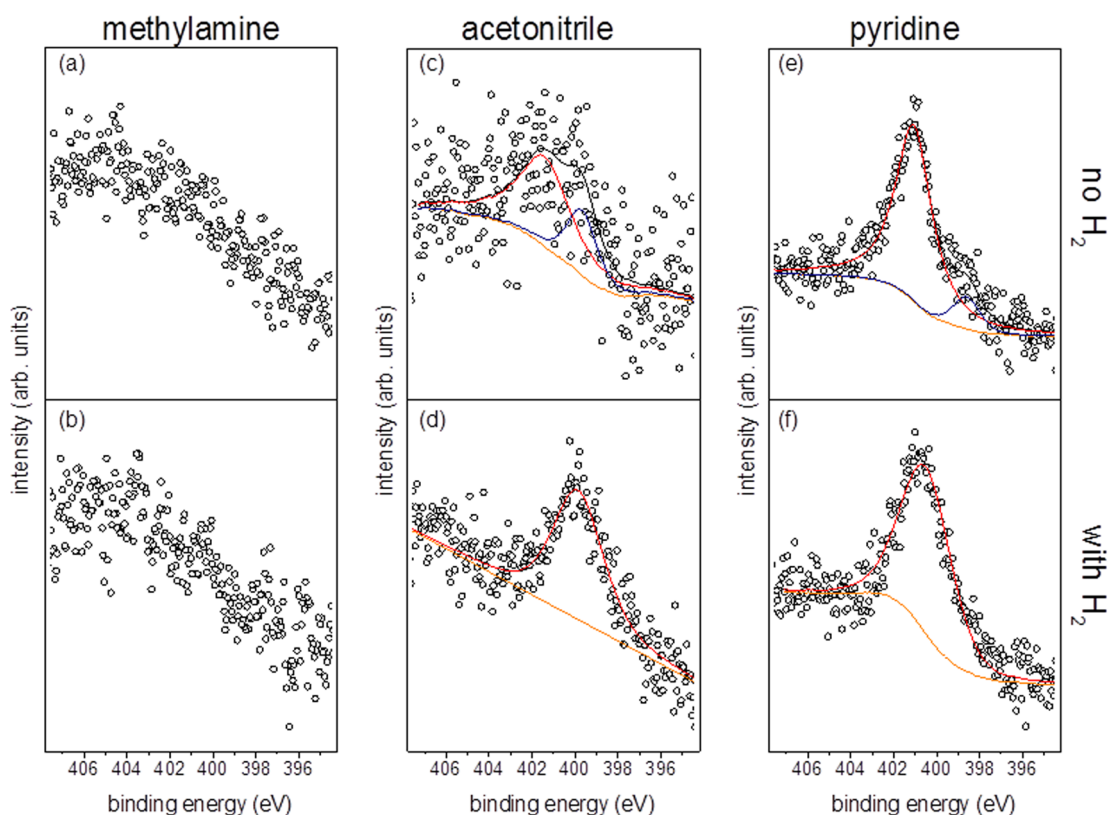 methylamine
acetonitrile
pyridine
(a)
(c)
(e)
intensity (arb. units)
intensity (arb. units)
intensity (arb. units)
no H2
(b)
(d)
(f)
with H2
406 404 402 400 398 396
406 404 402 400 398 396
406 404 402 400 398 396
binding energy (eV)
binding energy (eV)
binding energy (eV)